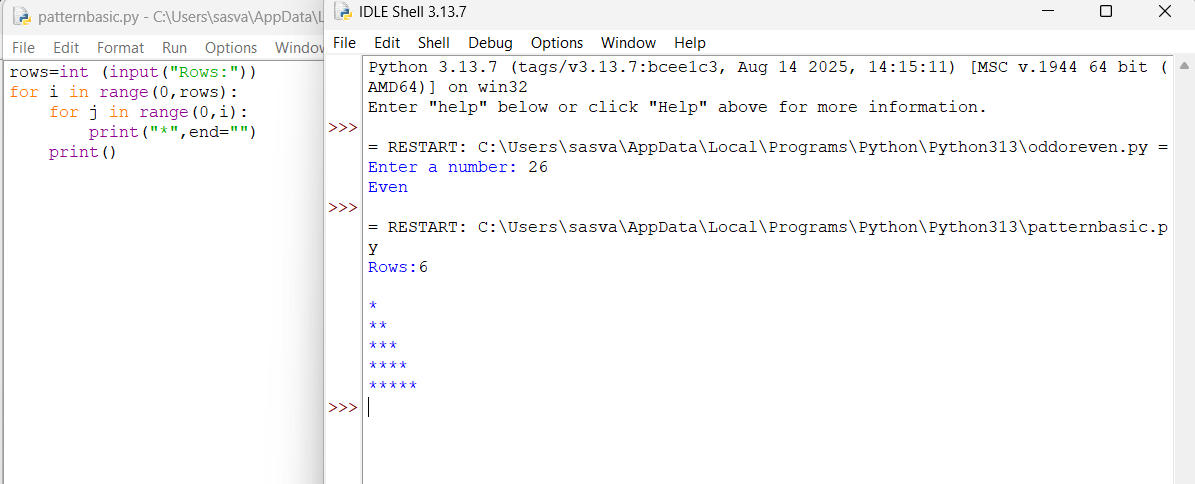 patternbasic.py - C:\Users\sasva\AppData\L
File Edit Format Run Options Window
rows=int (input("Rows:"))
for i in range(0,rows):
    for j in range(0,i):
        print("*",end="")
    print()
IDLE Shell 3.13.7
File Edit Shell Debug Options Window Help
Python 3.13.7 (tags/v3.13.7:bcee1c3, Aug 14 2025, 14:15:11) [MSC v.1944 64 bit (
AMD64)] on win32
Enter "help" below or click "Help" above for more information.
>>>
= RESTART: C:\Users\sasva\AppData\Local\Programs\Python\Python313\oddoreven.py =
Enter a number: 26
Even
>>>
= RESTART: C:\Users\sasva\AppData\Local\Programs\Python\Python313\patternbasic.p
y
Rows:6

*
**
***
****
*****
>>>